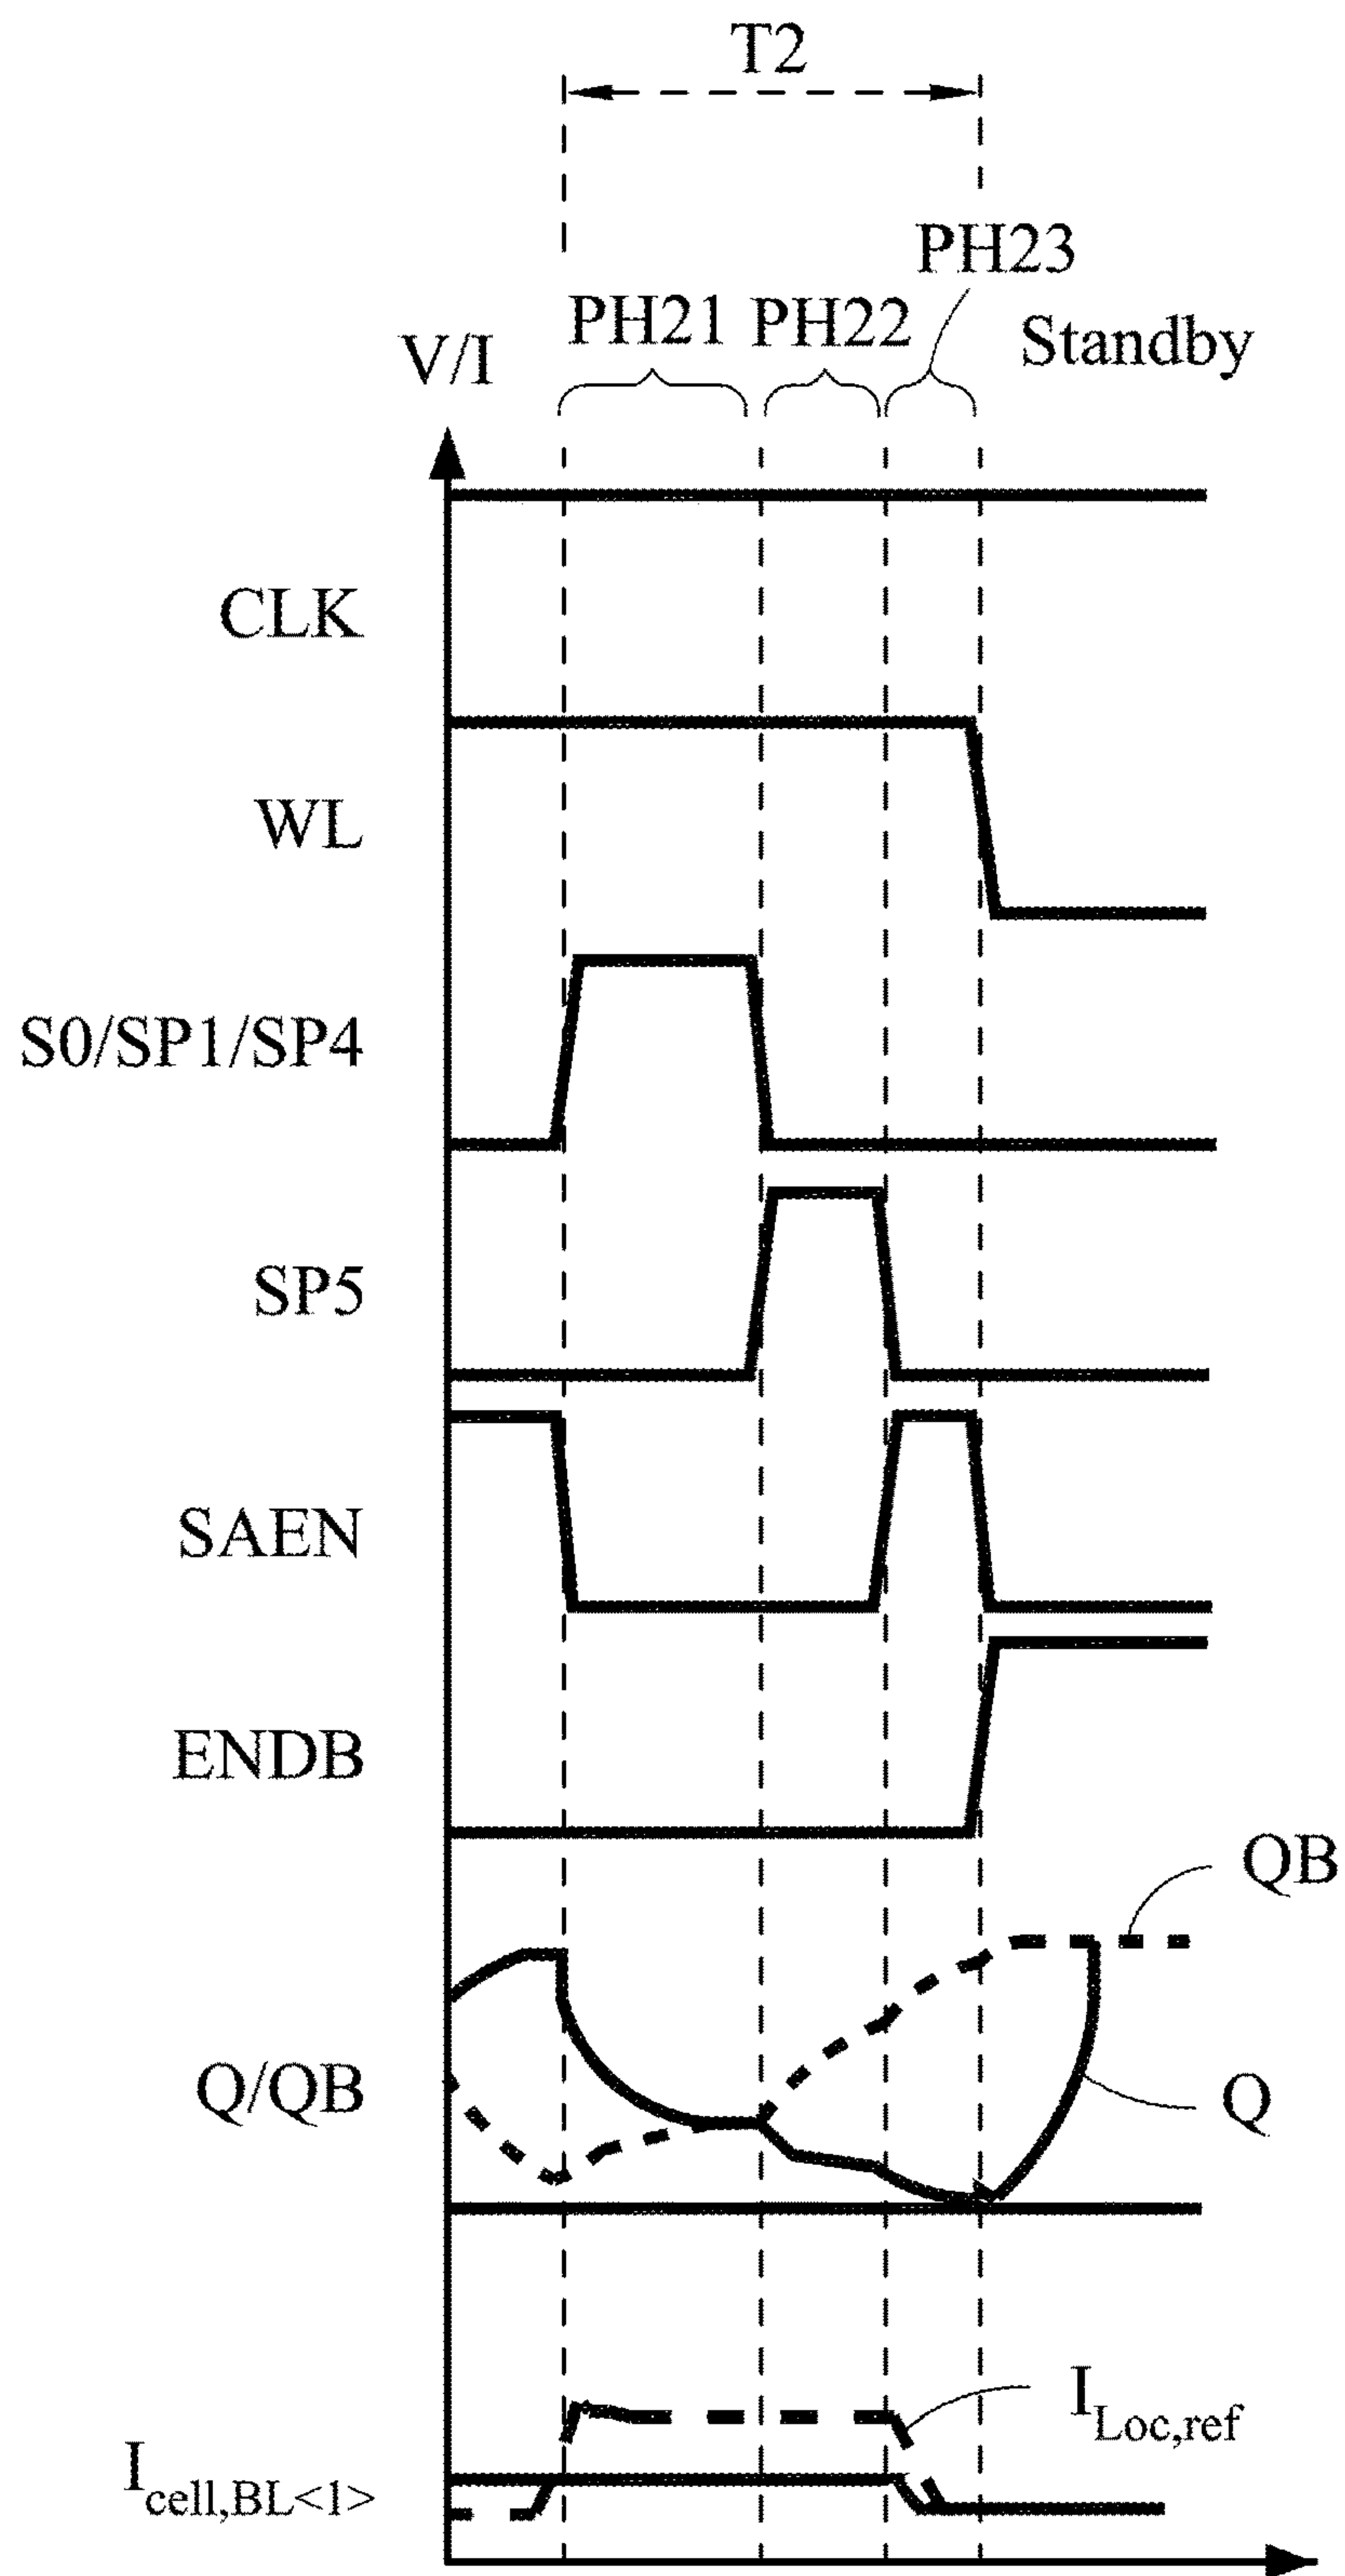 T2
PH23
PH21 PH22 Standby
V/I
CLK
WL
S0/SP1/SP4
SP5
SAEN
ENDB
QB
Q/QB
Q
I_Loc,ref
I_cell,BL<1>